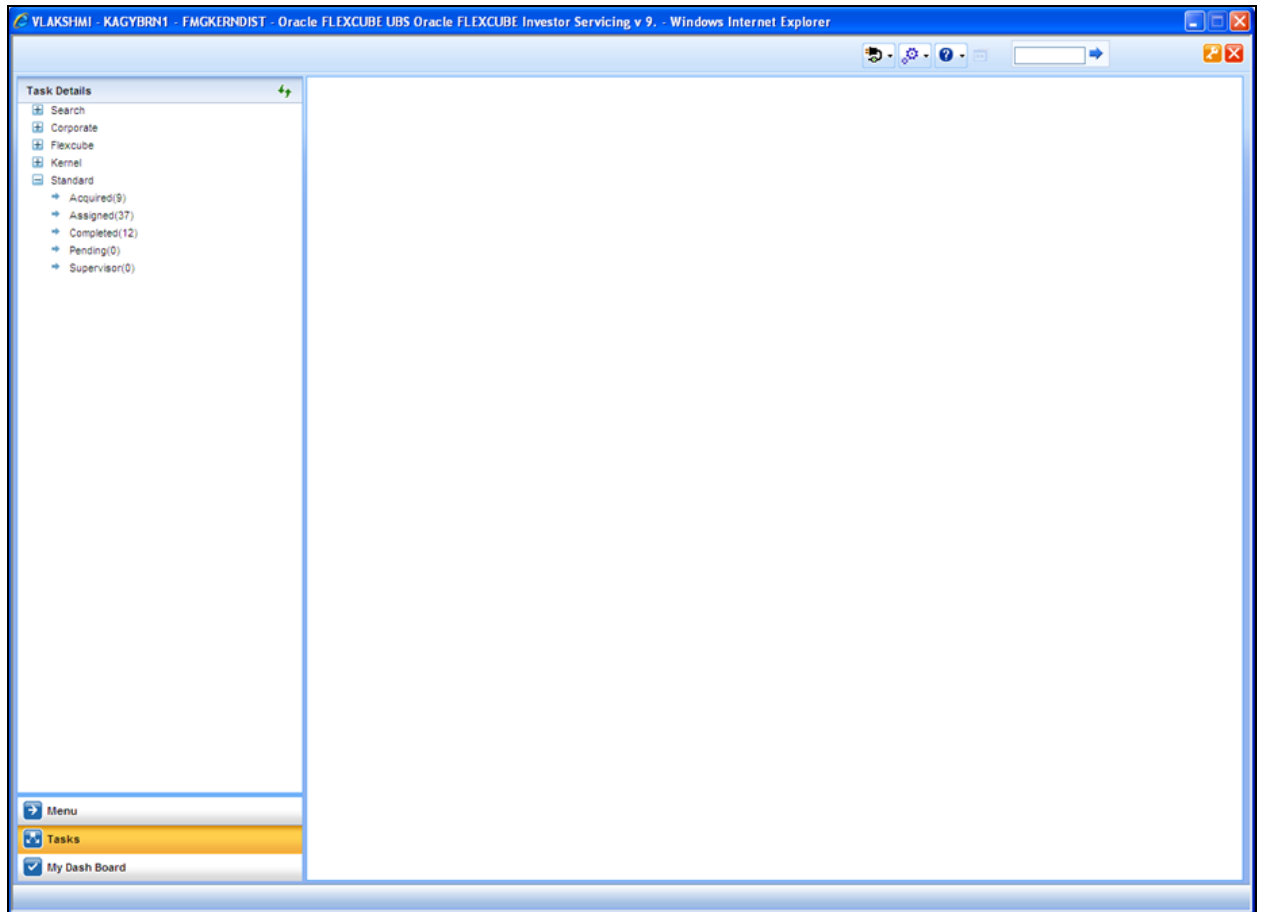 VLAKSHMI - KAGYBRN1 - FMGKERNDIST - Oracle FLEXCUBE UBS Oracle FLEXCUBE Investor Servicing v 9. - Windows Internet Explorer
Task Details
Search
Corporate
Flexcube
Kernel
Standard
Acquired(9)
Assigned(37)
Completed(12)
Pending(0)
Supervisor(0)
Menu
Tasks
My Dash Board